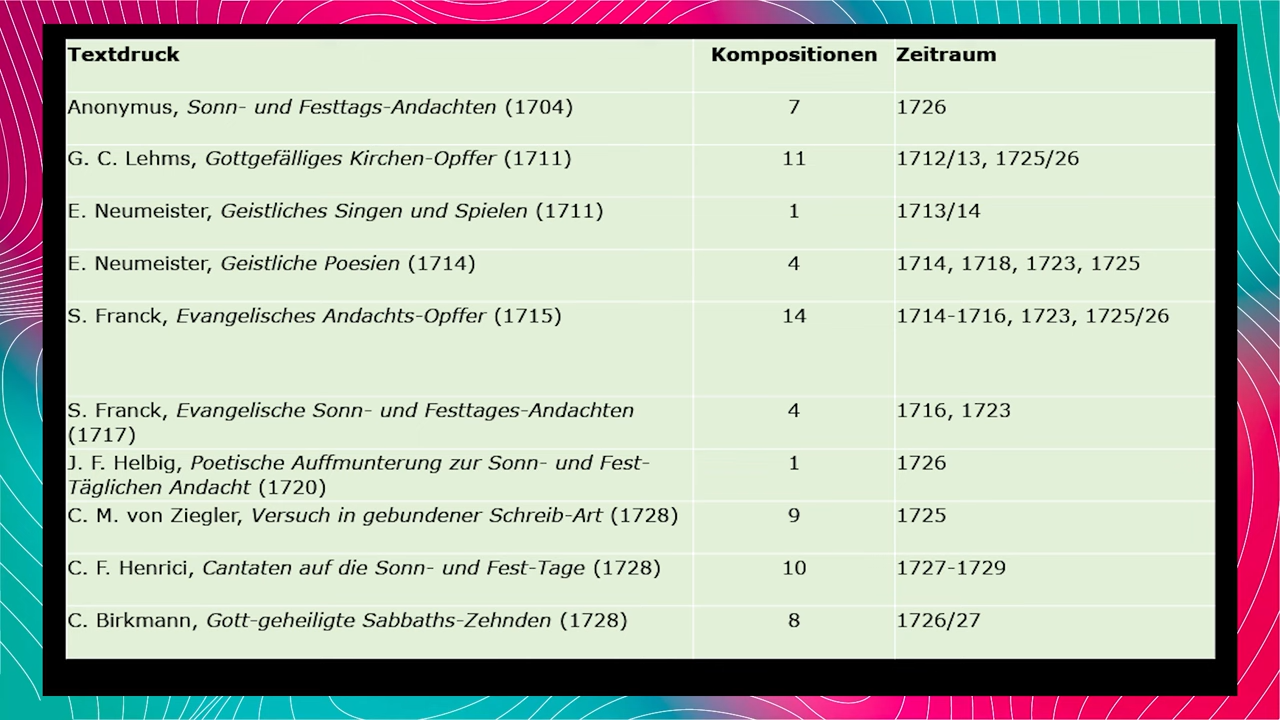 Textdruck Kompositionen Zeitraum
Anonymus, Sonn- und Festtags-Andachten (1704) 7 1726
G. C. Lehms, Gottgefälliges Kirchen-Opffer (1711) 11 1712/13, 1725/26
E. Neumeister, Geistliches Singen und Spielen (1711) 1 1713/14
E. Neumeister, Geistliche Poesien (1714) 4 1714, 1718, 1723, 1725
S. Franck, Evangelisches Andachts-Opffer (1715) 14 1714-1716, 1723, 1725/26
S. Franck, Evangelische Sonn- und Festtages-Andachten 4 1716, 1723
(1717)
J. F. Helbig, Poetische Auffmunterung zur Sonn- und Fest- 1 1726
Täglichen Andacht (1720)
C. M. von Ziegler, Versuch in gebundener Schreib-Art (1728) 9 1725
C. F. Henrici, Cantaten auf die Sonn- und Fest-Tage (1728) 10 1727-1729
C. Birkmann, Gott-geheiligte Sabbaths-Zehnden (1728) 8 1726/27